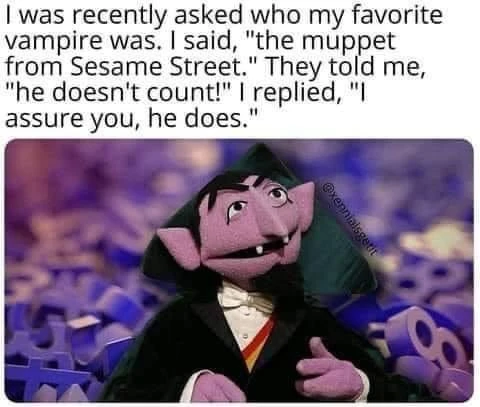 I was recently asked who my favorite
vampire was. I said, "the muppet
from Sesame Street." They told me,
"he doesn't count!" I replied, "I
assure you, he does."
@xennialsgetit